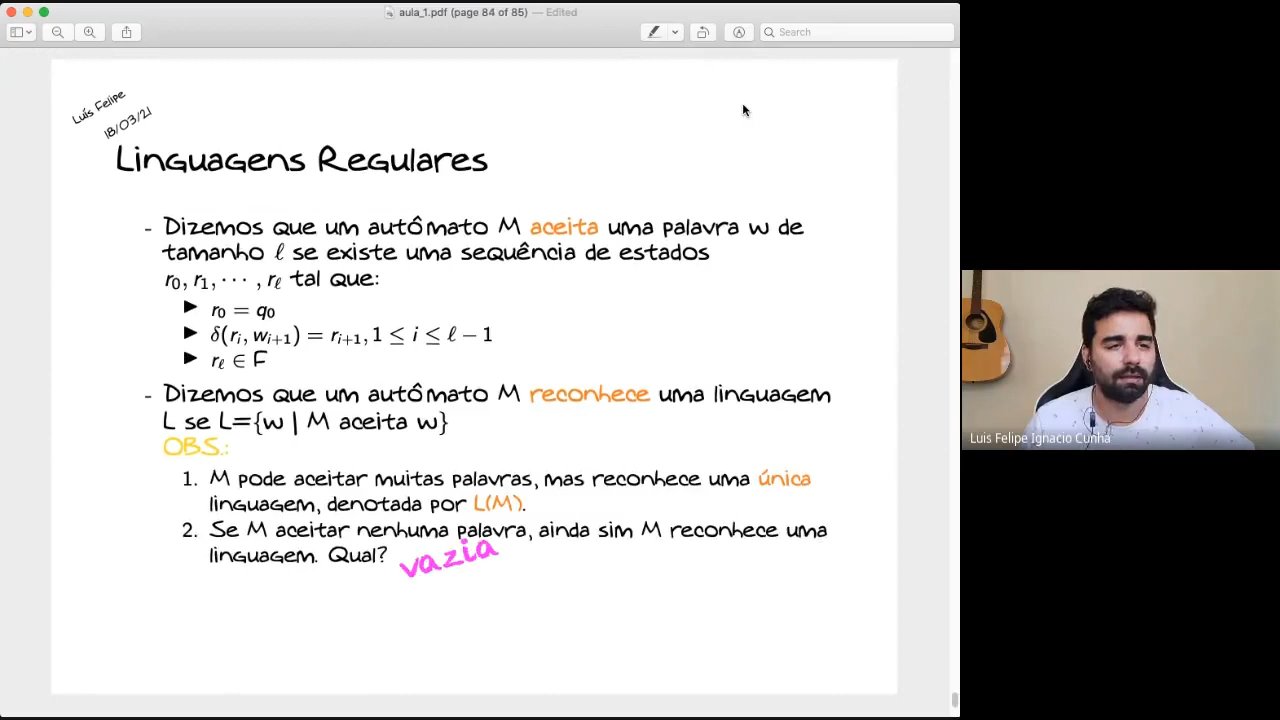 aula_1.pdf (page 84 of 85) — Edited
Search
Luís Felipe
18/03/21
Linguagens Regulares
- Dizemos que um autômato M aceita uma palavra w de
tamanho ℓ se existe uma sequência de estados
r₀, r₁, ⋯ , rℓ tal que:
▶ r₀ = q₀
▶ δ(rᵢ, wᵢ₊₁) = rᵢ₊₁, 1 ≤ i ≤ ℓ − 1
▶ rℓ ∈ F
- Dizemos que um autômato M reconhece uma linguagem
L se L={w | M aceita w}
OBS.:
1. M pode aceitar muitas palavras, mas reconhece uma única
linguagem, denotada por L(M).
2. Se M aceitar nenhuma palavra, ainda sim M reconhece uma
linguagem. Qual? vazia
Luis Felipe Ignacio Cunha